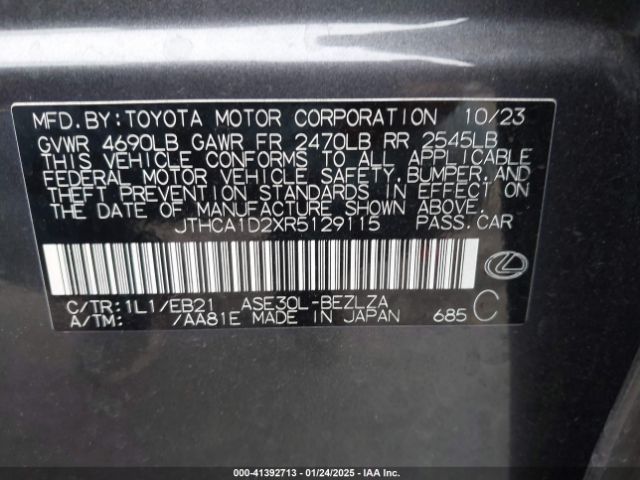 MFD.BY:TOYOTA MOTOR CORPORATION 10/23
GVWR 4690LB GAWR FR 2470LB RR 2545LB
THIS VEHICLE CONFORMS TO ALL APPLICABLE
FEDERAL MOTOR VEHICLE SAFETY,BUMPER,AND
THEFT PREVENTION STANDARDS IN EFFECT ON
THE DATE OF MANUFACTURE SHOWN ABOVE.
JTHCA1D2XR5129115 PASS.CAR
C/TR:1L1/EB21 ASE30L-BEZLZA
A/TM: /AA81E MADE IN JAPAN 685 C
000-41392713 - 01/24/2025 - IAA Inc.